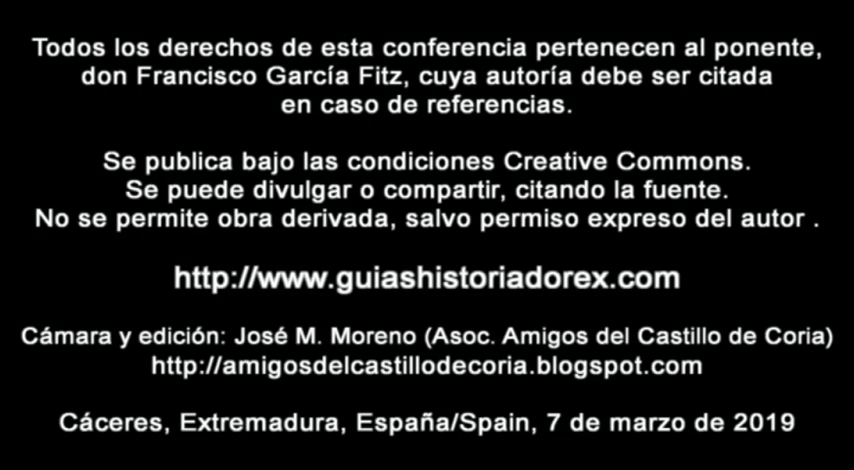 Todos los derechos de esta conferencia pertenecen al ponente,
don Francisco García Fitz, cuya autoría debe ser citada
en caso de referencias.
Se publica bajo las condiciones Creative Commons.
Se puede divulgar o compartir, citando la fuente.
No se permite obra derivada, salvo permiso expreso del autor .
http://www.guiashistoriadorex.com
Cámara y edición: José M. Moreno (Asoc. Amigos del Castillo de Coria)
http://amigosdelcastillodecoria.blogspot.com
Cáceres, Extremadura, España/Spain, 7 de marzo de 2019